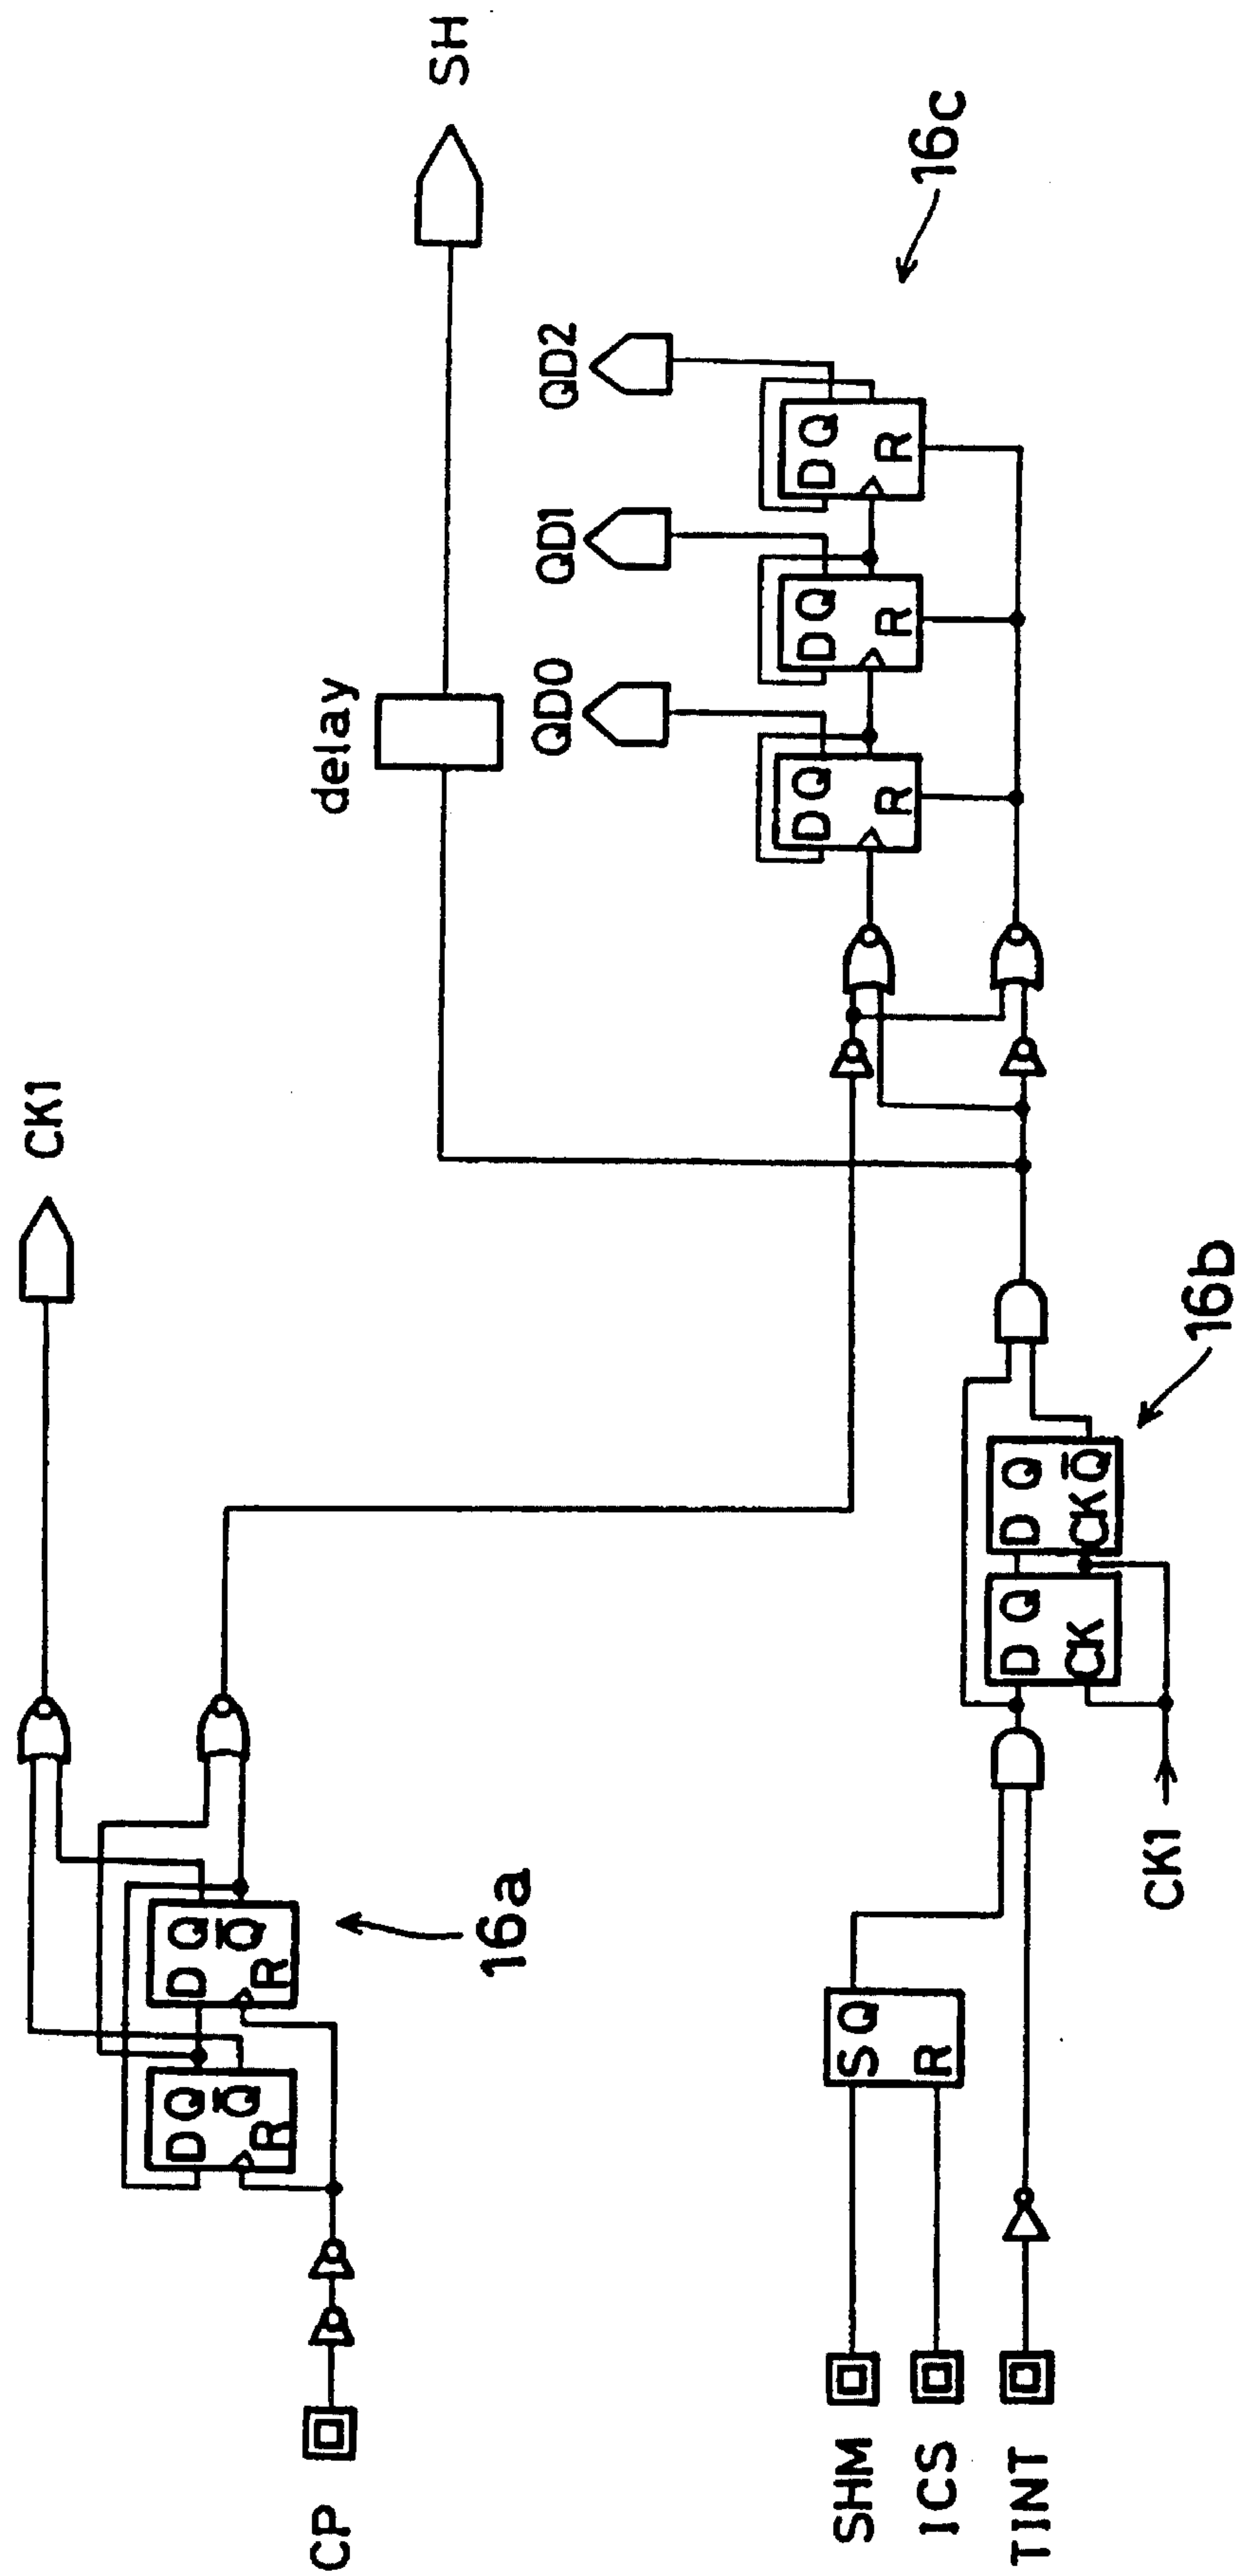 CK1
SH
delay
QD0
QD1
QD2
D Q
R
D Q
R
D Q
R
16c
D Q
Q̅
R
D Q
Q̅
R
16a
CP
SHM
ICS
TINT
S Q
R
D Q
CK
D Q
CK Q̅
16b
CK1